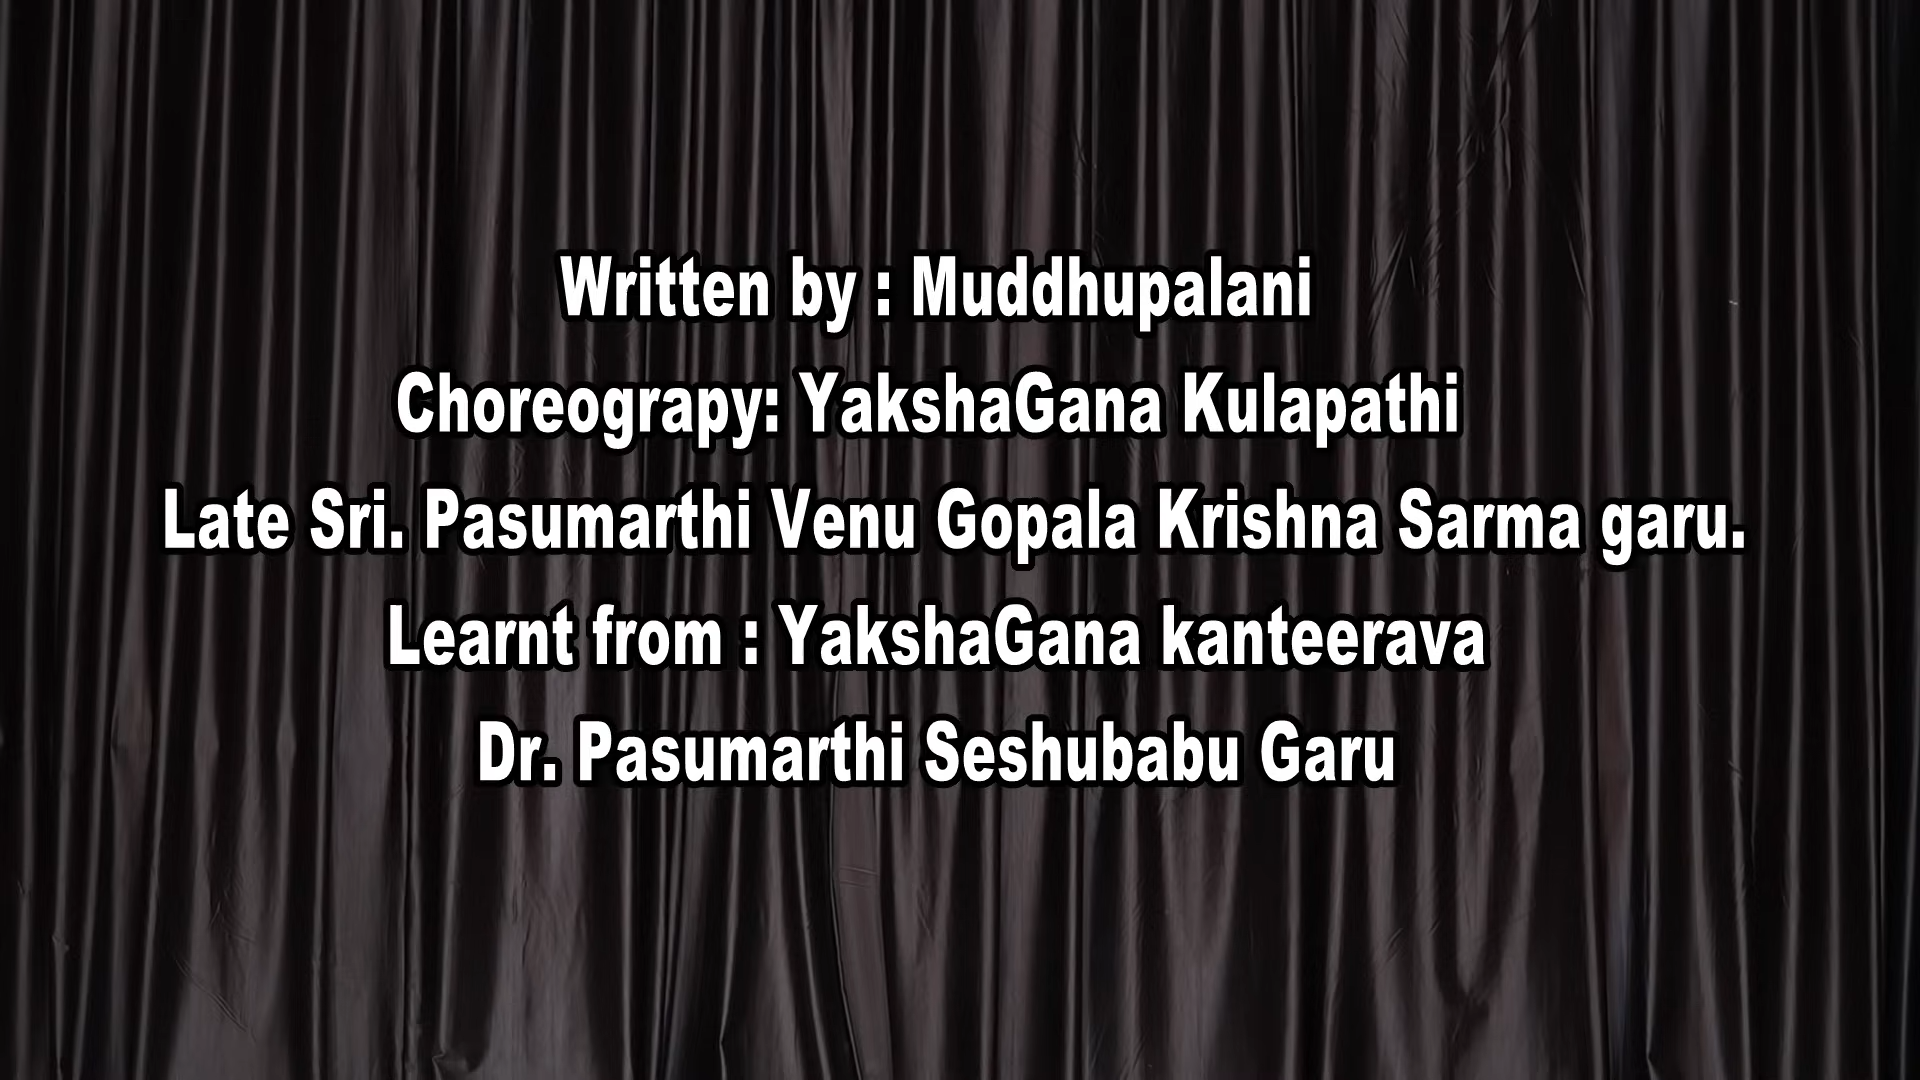 Written by : Muddhupalani
Choreograpy: YakshaGana Kulapathi
Late Sri. Pasumarthi Venu Gopala Krishna Sarma garu.
Learnt from : YakshaGana kanteerava
Dr. Pasumarthi Seshubabu Garu